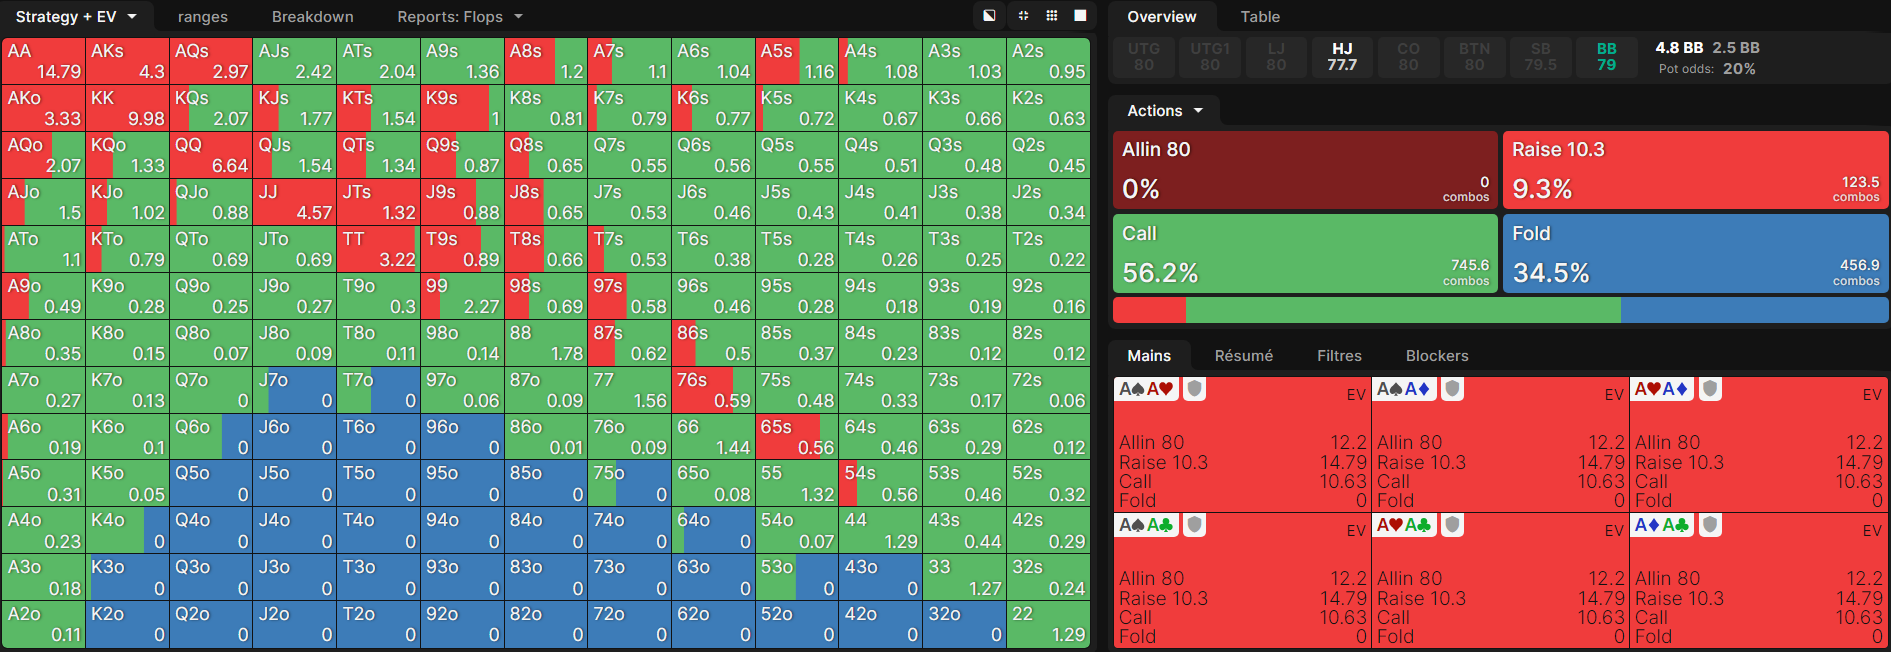 Strategy + EV ranges Breakdown Reports: Flops
AA AKs AQs AJs ATs A9s A8s A7s A6s A5s A4s A3s A2s
14.79 4.3 2.97 2.42 2.04 1.36 1.2 1.1 1.04 1.16 1.08 1.03 0.95
AKo KK KQs KJs KTs K9s K8s K7s K6s K5s K4s K3s K2s
3.33 9.98 2.07 1.77 1.54 1 0.81 0.79 0.77 0.72 0.67 0.66 0.63
AQo KQo QQ QJs QTs Q9s Q8s Q7s Q6s Q5s Q4s Q3s Q2s
2.07 1.33 6.64 1.54 1.34 0.87 0.65 0.55 0.56 0.55 0.51 0.48 0.45
AJo KJo QJo JJ JTs J9s J8s J7s J6s J5s J4s J3s J2s
1.5 1.02 0.88 4.57 1.32 0.88 0.65 0.53 0.46 0.43 0.41 0.38 0.34
ATo KTo QTo JTo TT T9s T8s T7s T6s T5s T4s T3s T2s
1.1 0.79 0.69 0.69 3.22 0.89 0.66 0.53 0.38 0.28 0.26 0.25 0.22
A9o K9o Q9o J9o T9o 99 98s 97s 96s 95s 94s 93s 92s
0.49 0.28 0.25 0.27 0.3 2.27 0.69 0.58 0.46 0.28 0.18 0.19 0.16
A8o K8o Q8o J8o T8o 98o 88 87s 86s 85s 84s 83s 82s
0.35 0.15 0.07 0.09 0.11 0.14 1.78 0.62 0.5 0.37 0.23 0.12 0.12
A7o K7o Q7o J7o T7o 97o 87o 77 76s 75s 74s 73s 72s
0.27 0.13 0 0 0 0.06 0.09 1.56 0.59 0.48 0.33 0.17 0.06
A6o K6o Q6o J6o T6o 96o 86o 76o 66 65s 64s 63s 62s
0.19 0.1 0 0 0 0 0.01 0.09 1.44 0.56 0.46 0.29 0.12
A5o K5o Q5o J5o T5o 95o 85o 75o 65o 55 54s 53s 52s
0.31 0.05 0 0 0 0 0 0 0.08 1.32 0.56 0.46 0.32
A4o K4o Q4o J4o T4o 94o 84o 74o 64o 54o 44 43s 42s
0.23 0 0 0 0 0 0 0 0 0.07 1.29 0.44 0.29
A3o K3o Q3o J3o T3o 93o 83o 73o 63o 53o 43o 33 32s
0.18 0 0 0 0 0 0 0 0 0 0 1.27 0.24
A2o K2o Q2o J2o T2o 92o 82o 72o 62o 52o 42o 32o 22
0.11 0 0 0 0 0 0 0 0 0 0 0 1.29
Overview Table
UTG UTG1 LJ HJ CO BTN SB BB 4.8 BB 2.5 BB
80 80 80 77.7 80 80 79.5 79 Pot odds: 20%
Actions
Allin 80 Raise 10.3
0% 0 combos 9.3% 123.5 combos
Call Fold
56.2% 745.6 combos 34.5% 456.9 combos
Mains Résumé Filtres Blockers
A♠A♥ EV A♠A♦ EV A♥A♦ EV
Allin 80 12.2 Allin 80 12.2 Allin 80 12.2
Raise 10.3 14.79 Raise 10.3 14.79 Raise 10.3 14.79
Call 10.63 Call 10.63 Call 10.63
Fold 0 Fold 0 Fold 0
A♠A♣ EV A♥A♣ EV A♦A♣ EV
Allin 80 12.2 Allin 80 12.2 Allin 80 12.2
Raise 10.3 14.79 Raise 10.3 14.79 Raise 10.3 14.79
Call 10.63 Call 10.63 Call 10.63
Fold 0 Fold 0 Fold 0